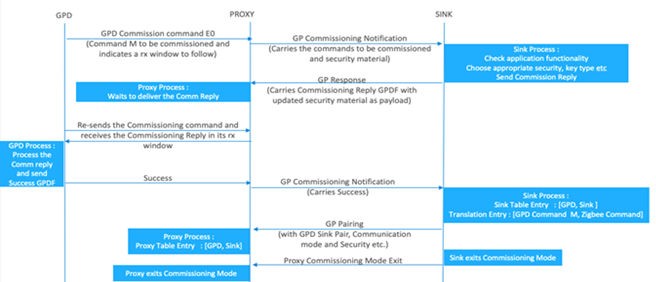 GPD
PROXY
SINK
GPD Commission command E0
(Command M to be commissioned and
indicates a rx window to follow)
GP Commissioning Notification
(Carries the commands to be commissioned
and security material)
Sink Process :
Check application functionality
Choose appropriate security, key type etc
Send Commission Reply
GP Response
(Carries Commissioning Reply GPDF with
updated security material as payload)
Proxy Process :
Waits to deliver the Comm Reply
Re-sends the Commissioning command and
receives the Commissioning Reply in its rx
window
GPD Process :
Process the
Comm reply
and send
Success GPDF
Success
GP Commissioning Notification
(Carries Success)
Sink Process :
Sink Table Entry : [GPD, Sink ]
Translation Entry : [GPD Command M, Zigbee Command]
GP Pairing
(with GPD Sink Pair, Communication
mode and Security etc.)
Proxy Process :
Proxy Table Entry : [GPD, Sink]
Proxy Commissioning Mode Exit
Sink exits Commissioning Mode
Proxy exits Commissioning Mode